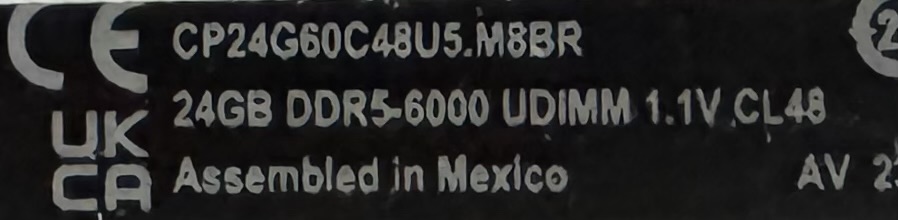 CE CP24G60C48U5.M8BR
24GB DDR5-6000 UDIMM 1.1V CL48
UK
CA
Assembled in Mexico AV